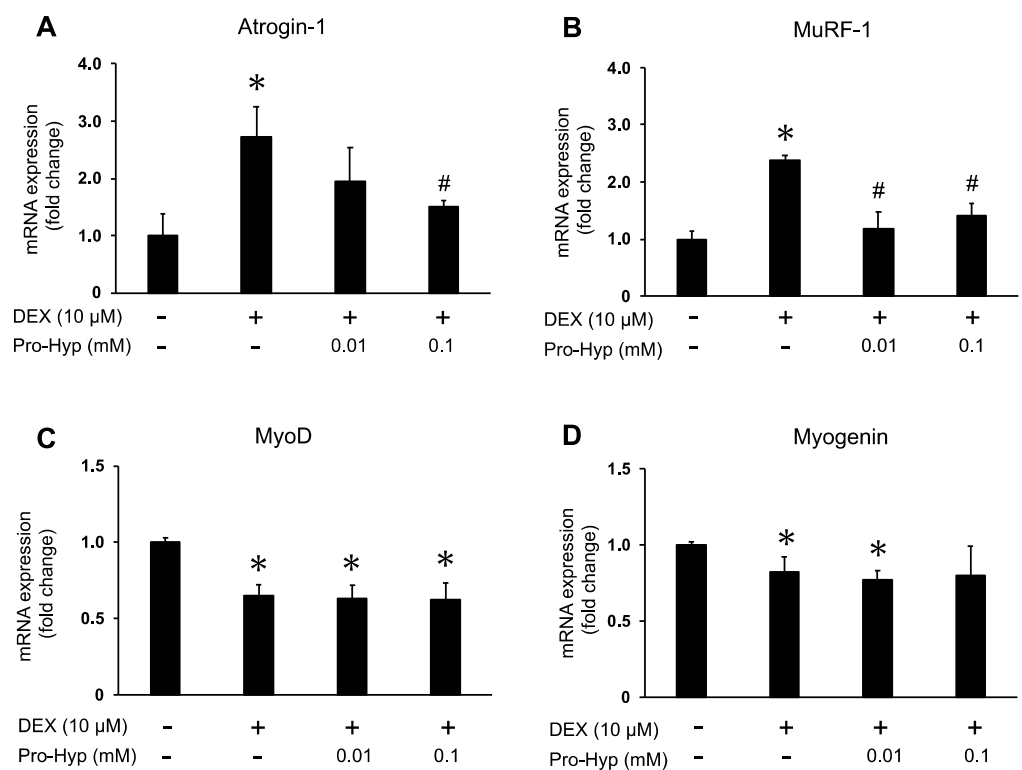 A
Atrogin-1
mRNA expression
(fold change)
4.0
3.0
2.0
1.0
0
*
#
DEX (10 μM) - + + +
Pro-Hyp (mM) - - 0.01 0.1
B
MuRF-1
mRNA expression
(fold change)
4.0
3.0
2.0
1.0
0
*
#
#
DEX (10 μM) - + + +
Pro-Hyp (mM) - - 0.01 0.1
C
MyoD
mRNA expression
(fold change)
1.5
1.0
0.5
0
*
*
*
DEX (10 μM) - + + +
Pro-Hyp (mM) - - 0.01 0.1
D
Myogenin
mRNA expression
(fold change)
1.5
1.0
0.5
0
*
*
DEX (10 μM) - + + +
Pro-Hyp (mM) - - 0.01 0.1